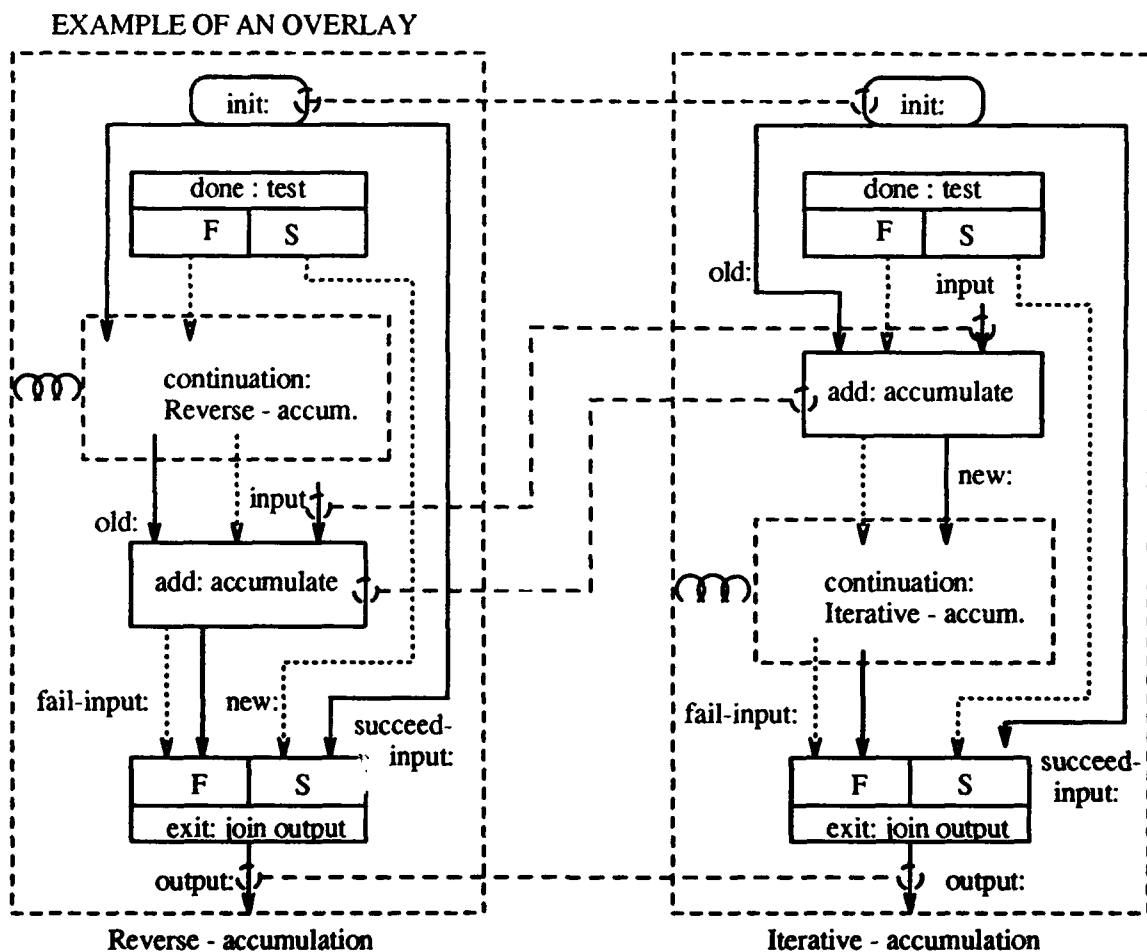 EXAMPLE OF AN OVERLAY
init:
done : test
F S
continuation:
Reverse - accum.
input
old:
add: accumulate
fail-input:
new:
succeed-
input:
F S
exit: join output
output:
Reverse - accumulation
init:
done : test
F S
old:
input
add: accumulate
new:
continuation:
Iterative - accum.
fail-input:
succeed-
input:
F S
exit: join output
output:
Iterative - accumulation